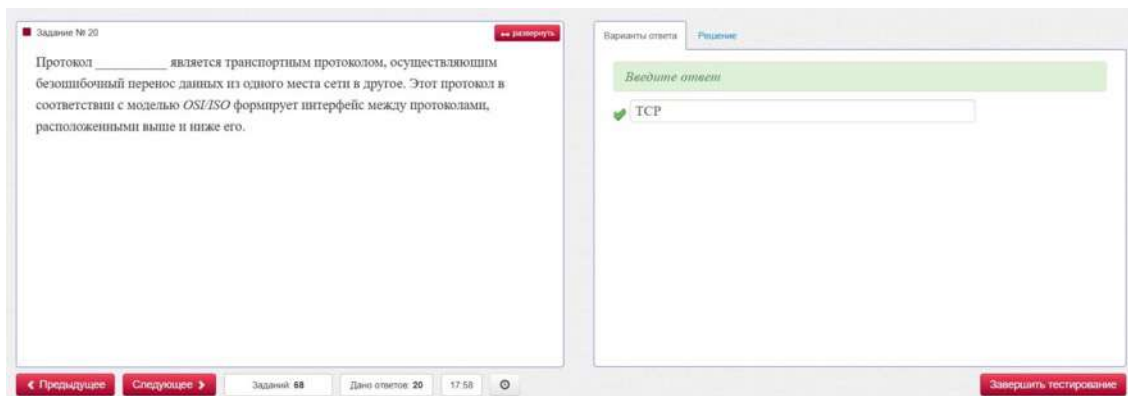 Задание № 20
развернуть
Протокол __________ является транспортным протоколом, осуществляющим
безошибочный перенос данных из одного места сети в другое. Этот протокол в
соответствии с моделью OSI/ISO формирует интерфейс между протоколами,
расположенными выше и ниже его.
Варианты ответа
Решение
Введите ответ
TCP
Предыдущее
Следующее
Заданий: 68
Дано ответов: 20
17:58
Завершить тестирование